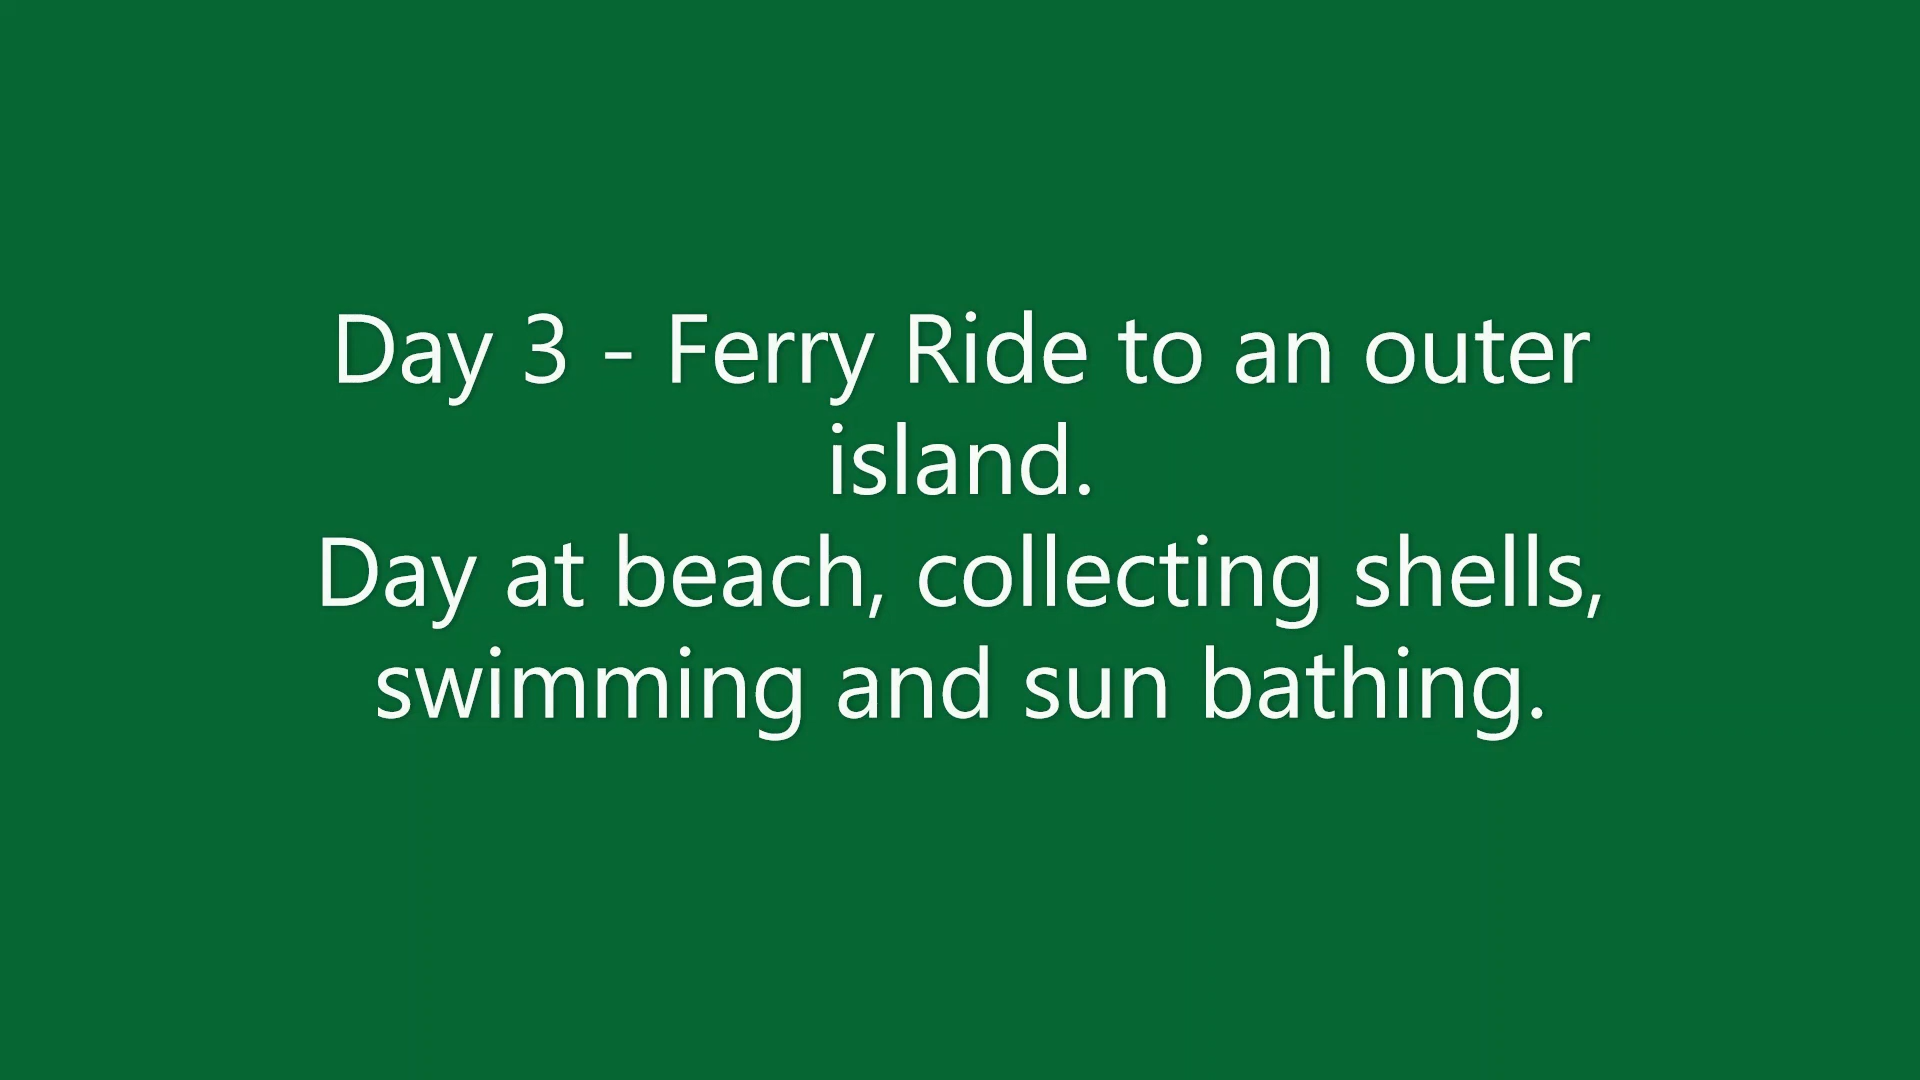 Day 3 - Ferry Ride to an outer
island.
Day at beach, collecting shells,
swimming and sun bathing.